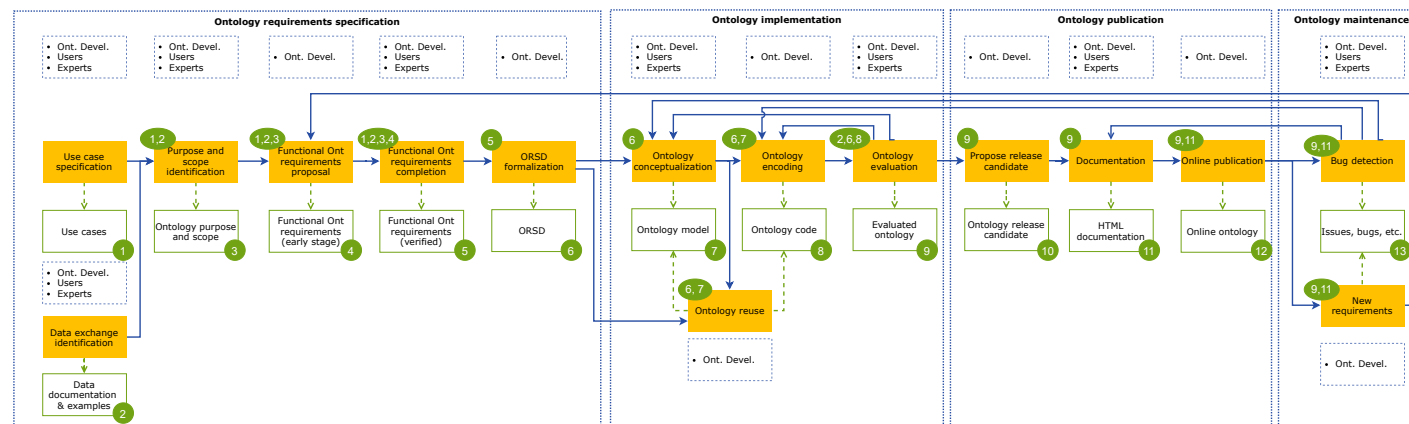 Ontology requirements specification
• Ont. Devel.
• Users
• Experts
• Ont. Devel.
• Users
• Experts
• Ont. Devel.
• Ont. Devel.
• Users
• Experts
• Ont. Devel.
Use case
specification
1,2
Purpose and
scope
identification
1,2,3
Functional Ont
requirements
proposal
1,2,3,4
Functional Ont
requirements
completion
5
ORSD
formalization
Use cases
1
Ontology purpose
and scope
3
Functional Ont
requirements
(early stage)
4
Functional Ont
requirements
(verified)
5
ORSD
6
• Ont. Devel.
• Users
• Experts
Data exchange
identification
Data
documentation
& examples
2
Ontology implementation
• Ont. Devel.
• Users
• Experts
• Ont. Devel.
• Ont. Devel.
• Users
• Experts
6
Ontology
conceptualization
6,7
Ontology
encoding
2,6,8
Ontology
evaluation
Ontology model
7
Ontology code
8
Evaluated
ontology
9
6, 7
Ontology reuse
• Ont. Devel.
Ontology publication
• Ont. Devel.
• Ont. Devel.
• Users
• Experts
• Ont. Devel.
9
Propose release
candidate
9
Documentation
9,11
Online publication
Ontology release
candidate
10
HTML
documentation
11
Online ontology
12
Ontology maintenance
• Ont. Devel.
• Users
• Experts
9,11
Bug detection
Issues, bugs, etc.
13
9,11
New
requirements
• Ont. Devel.